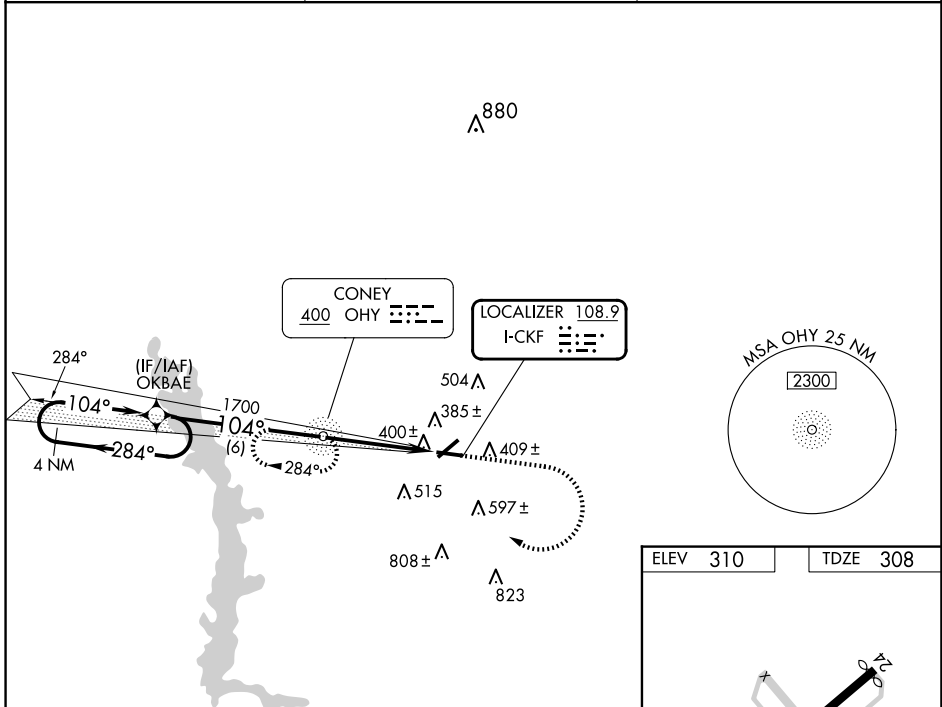 880
CONEY
400 OHY
LOCALIZER 108.9
I-CKF
MSA OHY 25 NM
2300
284°
(IF/IAF)
OKBAE
504
104°
1700
104°
385±
400±
(6)
409±
284°
284°
4 NM
515
597±
808±
823
ELEV 310
TDZE 308
24
X